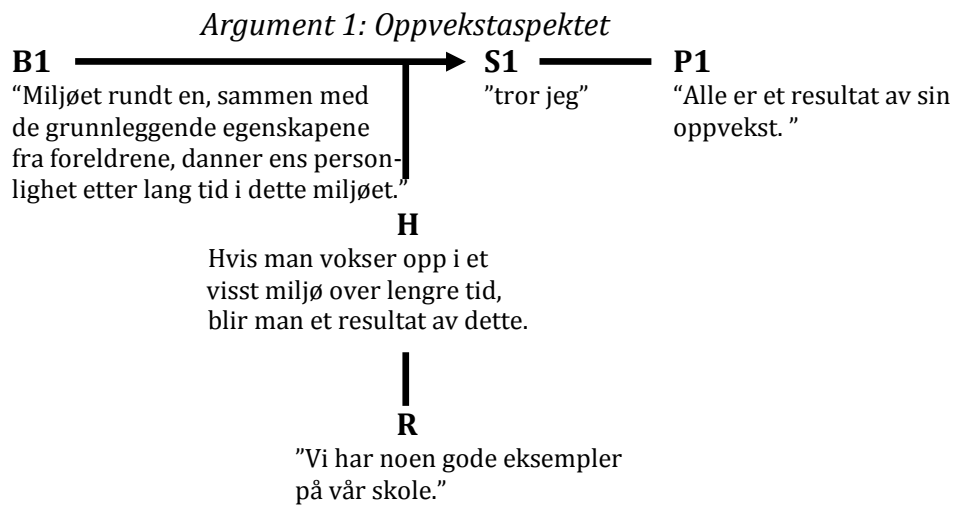 Argument 1: Oppvekstaspektet
B1 S1 P1
“Miljøet rundt en, sammen med
de grunnleggende egenskapene
fra foreldrene, danner ens person-
lighet etter lang tid i dette miljøet.”
”tror jeg”
“Alle er et resultat av sin
oppvekst. ”
H
Hvis man vokser opp i et
visst miljø over lengre tid,
blir man et resultat av dette.
R
”Vi har noen gode eksempler
på vår skole.”